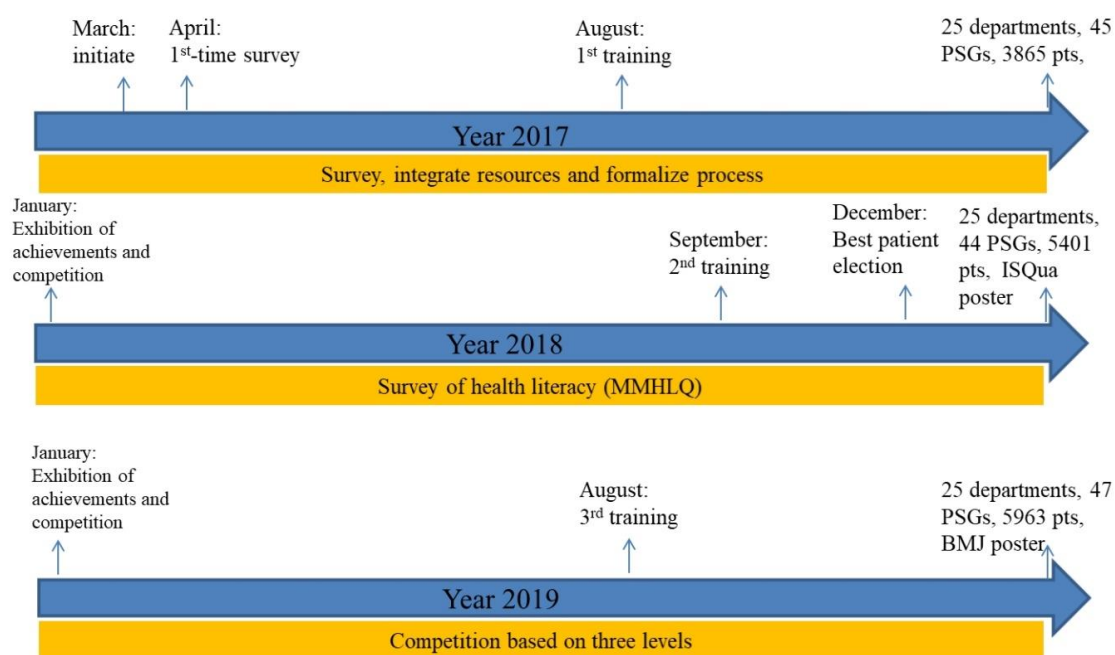 March:
initiate
April:
1st-time survey
August:
1st training
25 departments, 45
PSGs, 3865 pts,
Year 2017
Survey, integrate resources and formalize process
January:
Exhibition of
achievements and
competition
September:
2nd training
December:
Best patient
election
25 departments,
44 PSGs, 5401
pts, ISQua
poster
Year 2018
Survey of health literacy (MMHLQ)
January:
Exhibition of
achievements and
competition
August:
3rd training
25 departments, 47
PSGs, 5963 pts,
BMJ poster
Year 2019
Competition based on three levels